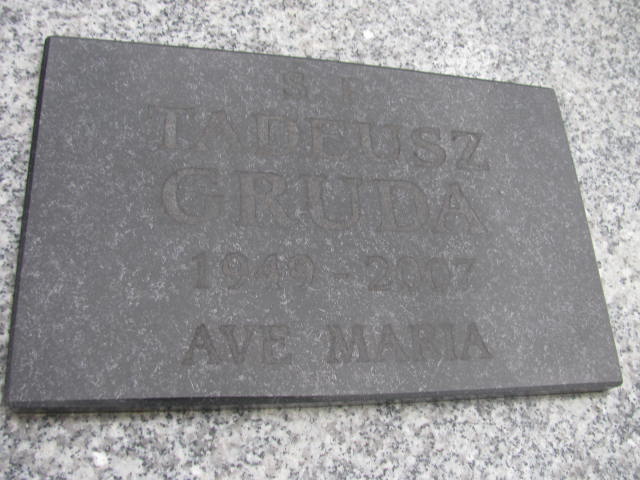 Ś. P.
TADEUSZ
GRUDA
1949 - 2007
AVE MARIA